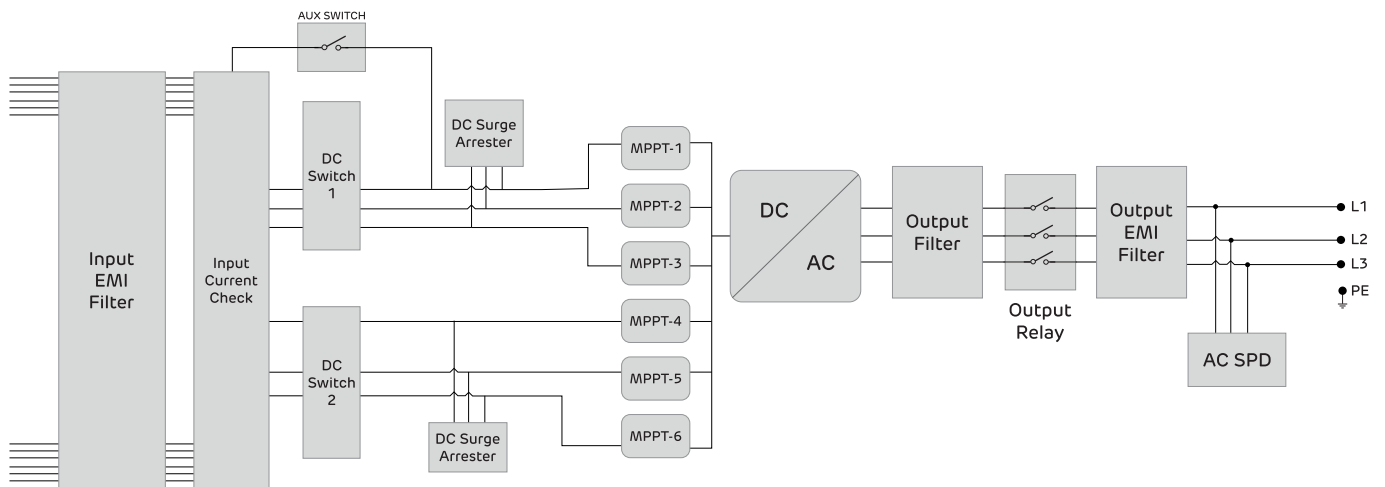 AUX SWITCH
Input
EMI
Filter
Input
Current
Check
DC
Switch
1
DC Surge
Arrester
DC
Switch
2
DC Surge
Arrester
MPPT-1
MPPT-2
MPPT-3
MPPT-4
MPPT-5
MPPT-6
DC
AC
Output
Filter
Output
Relay
Output
EMI
Filter
L1
L2
L3
PE
AC SPD